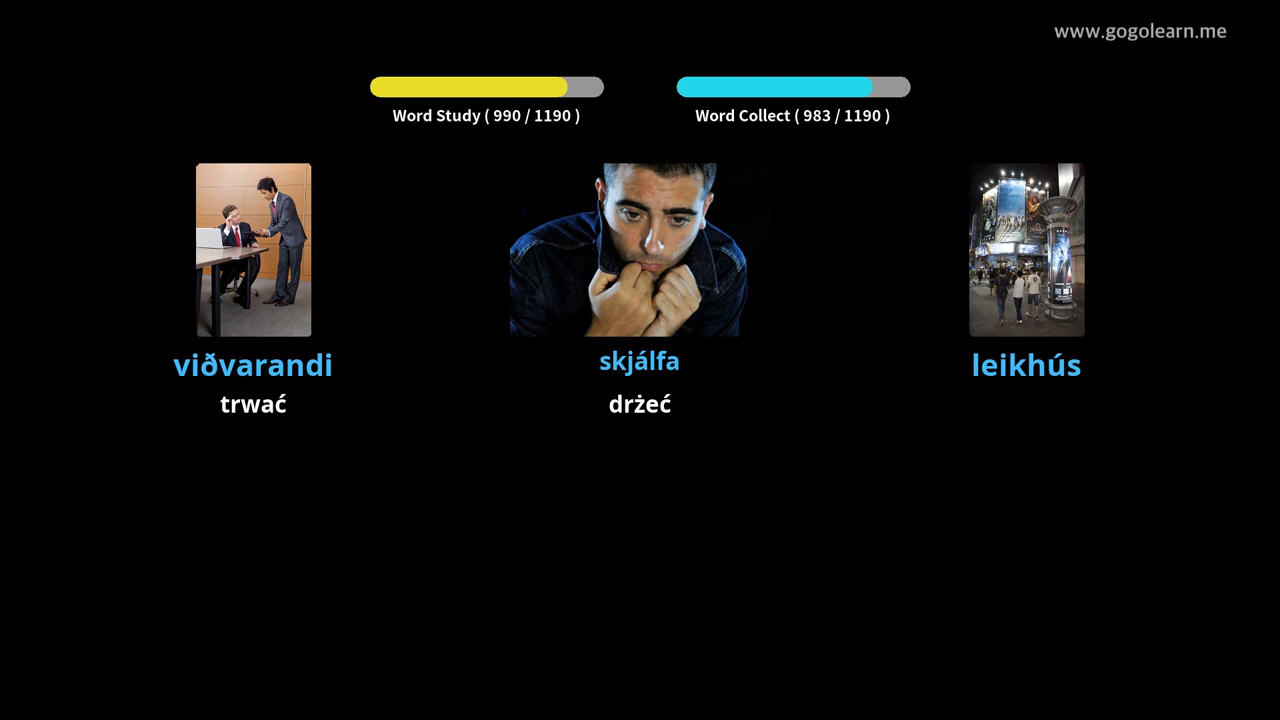 www.gogolearn.me
Word Study ( 990 / 1190 )
Word Collect ( 983 / 1190 )
viðvarandi
trwać
skjálfa
drżeć
leikhús